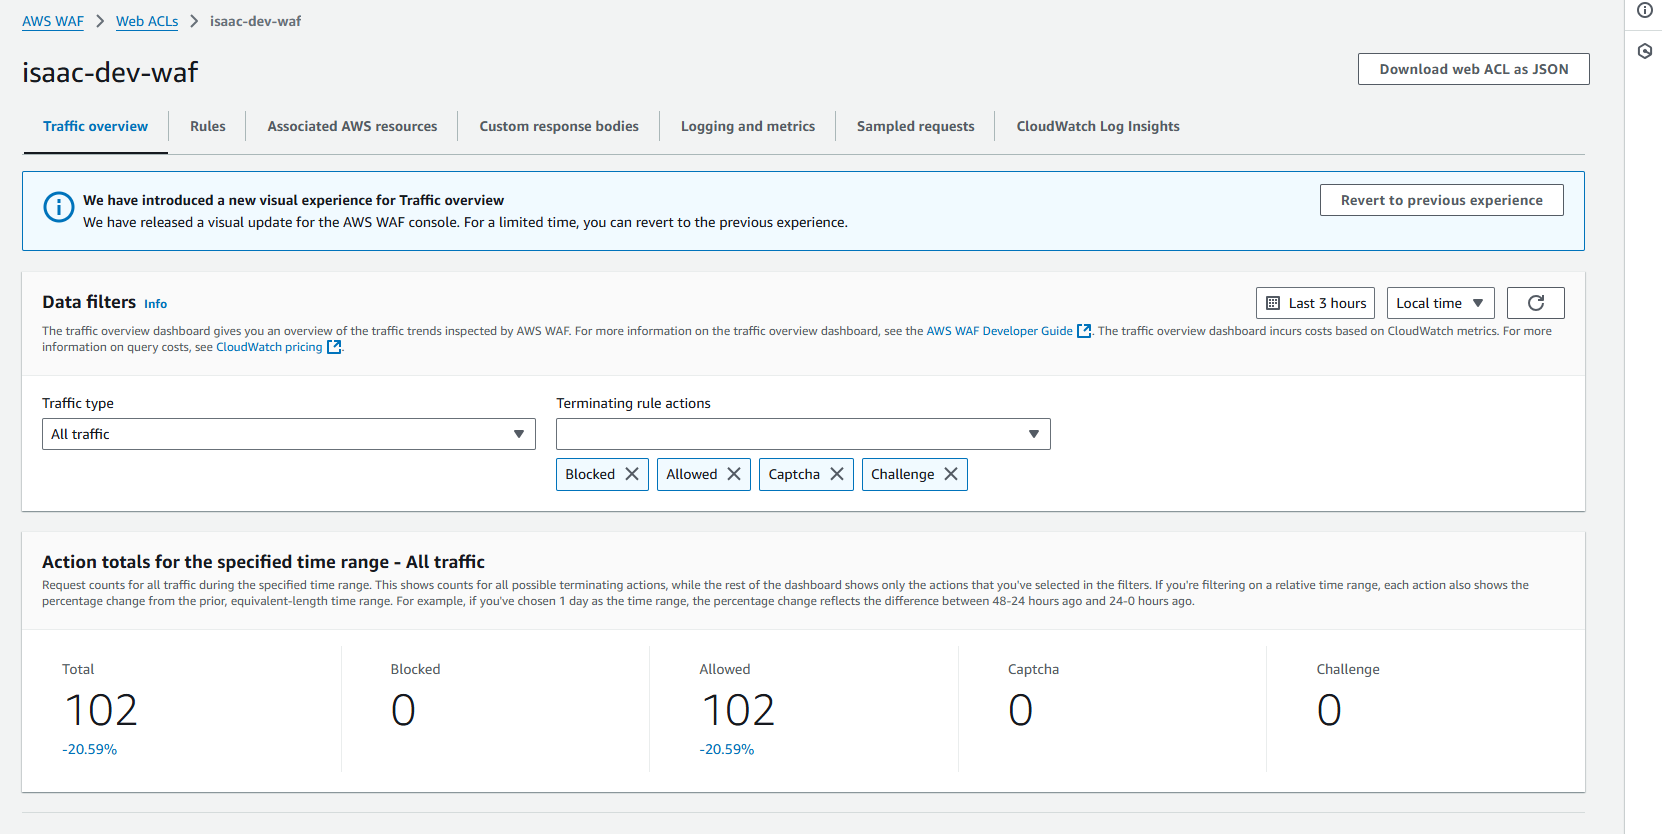 AWS WAF > Web ACLs > isaac-dev-waf
isaac-dev-waf
Download web ACL as JSON
Traffic overview
Rules
Associated AWS resources
Custom response bodies
Logging and metrics
Sampled requests
CloudWatch Log Insights
We have introduced a new visual experience for Traffic overview
We have released a visual update for the AWS WAF console. For a limited time, you can revert to the previous experience.
Revert to previous experience
Data filters Info
Last 3 hours
Local time
The traffic overview dashboard gives you an overview of the traffic trends inspected by AWS WAF. For more information on the traffic overview dashboard, see the AWS WAF Developer Guide. The traffic overview dashboard incurs costs based on CloudWatch metrics. For more
information on query costs, see CloudWatch pricing.
Traffic type
All traffic
Terminating rule actions
Blocked
Allowed
Captcha
Challenge
Action totals for the specified time range - All traffic
Request counts for all traffic during the specified time range. This shows counts for all possible terminating actions, while the rest of the dashboard shows only the actions that you've selected in the filters. If you're filtering on a relative time range, each action also shows the
percentage change from the prior, equivalent-length time range. For example, if you've chosen 1 day as the time range, the percentage change reflects the difference between 48-24 hours ago and 24-0 hours ago.
Total
102
-20.59%
Blocked
0
Allowed
102
-20.59%
Captcha
0
Challenge
0